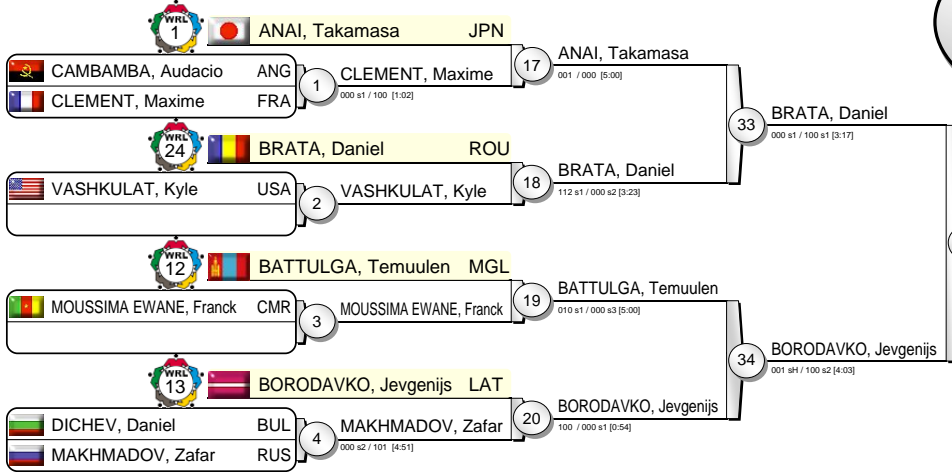 WRL 1 ANAI, Takamasa JPN
CAMBAMBA, Audacio ANG
CLEMENT, Maxime FRA
1 CLEMENT, Maxime
000 s1 / 100 [1:02]
17 ANAI, Takamasa
001 / 000 [5:00]
WRL 24 BRATA, Daniel ROU
VASHKULAT, Kyle USA
2 VASHKULAT, Kyle
18 BRATA, Daniel
112 s1 / 000 s2 [3:23]
33 BRATA, Daniel
000 s1 / 100 s1 [3:17]
WRL 12 BATTULGA, Temuulen MGL
MOUSSIMA EWANE, Franck CMR
3 MOUSSIMA EWANE, Franck
19 BATTULGA, Temuulen
010 s1 / 000 s3 [5:00]
WRL 13 BORODAVKO, Jevgenijs LAT
DICHEV, Daniel BUL
MAKHMADOV, Zafar RUS
4 MAKHMADOV, Zafar
000 s2 / 101 [4:51]
20 BORODAVKO, Jevgenijs
100 / 000 s1 [0:54]
34 BORODAVKO, Jevgenijs
001 sH / 100 s2 [4:03]